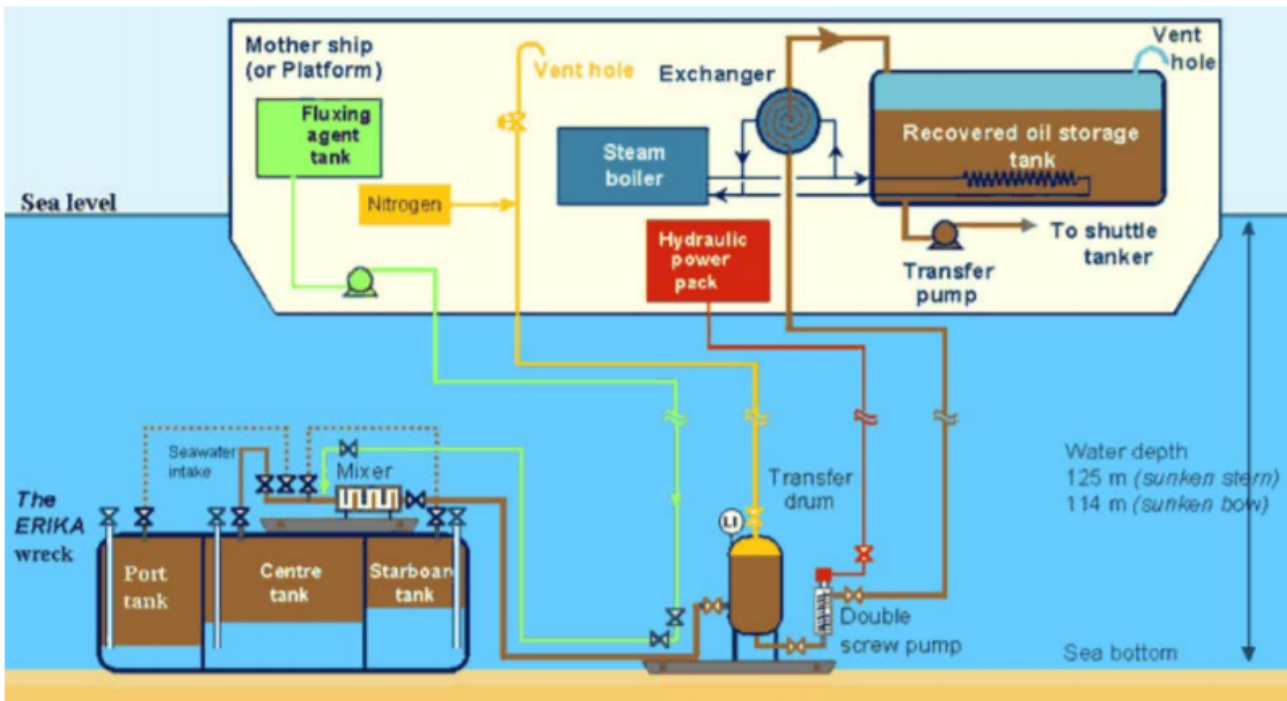 Mother ship
(or Platform)
Vent hole
Exchanger
Vent
hole
Fluxing
agent
tank
Steam
boiler
Recovered oil storage
tank
Nitrogen
Sea level
Hydraulic
power
pack
To shuttle
tanker
Transfer
pump
Seawater
intake
Mixer
Transfer
drum
Water depth
125 m (sunken stern)
114 m (sunken bow)
The
ERIKA
wreck
LI
Port
tank
Centre
tank
Starboan
tank
Double
screw pump
Sea bottom